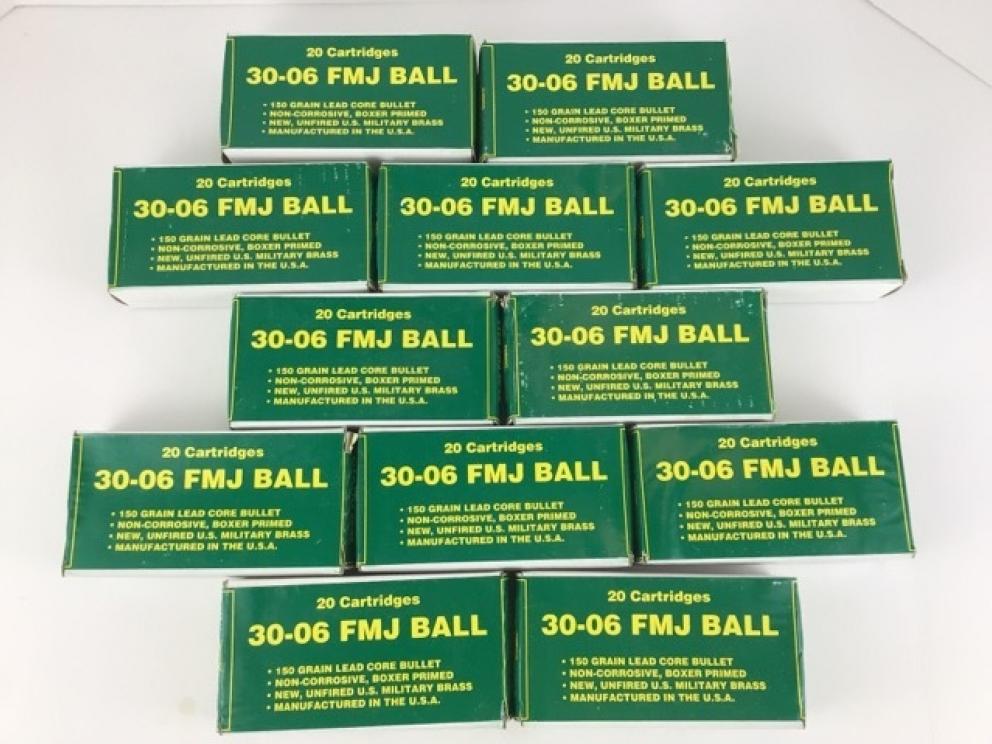 20 Cartridges
30-06 FMJ BALL
• 150 GRAIN LEAD CORE BULLET
• NON-CORROSIVE, BOXER PRIMED
• NEW, UNFIRED U.S. MILITARY BRASS
• MANUFACTURED IN THE U.S.A.
20 Cartridges
30-06 FMJ BALL
• 150 GRAIN LEAD CORE BULLET
• NON-CORROSIVE, BOXER PRIMED
• NEW, UNFIRED U.S. MILITARY BRASS
• MANUFACTURED IN THE U.S.A.
20 Cartridges
30-06 FMJ BALL
• 150 GRAIN LEAD CORE BULLET
• NON-CORROSIVE, BOXER PRIMED
• NEW, UNFIRED U.S. MILITARY BRASS
• MANUFACTURED IN THE U.S.A.
20 Cartridges
30-06 FMJ BALL
• 150 GRAIN LEAD CORE BULLET
• NON-CORROSIVE, BOXER PRIMED
• NEW, UNFIRED U.S. MILITARY BRASS
• MANUFACTURED IN THE U.S.A.
20 Cartridges
30-06 FMJ BALL
• 150 GRAIN LEAD CORE BULLET
• NON-CORROSIVE, BOXER PRIMED
• NEW, UNFIRED U.S. MILITARY BRASS
• MANUFACTURED IN THE U.S.A.
20 Cartridges
30-06 FMJ BALL
• 150 GRAIN LEAD CORE BULLET
• NON-CORROSIVE, BOXER PRIMED
• NEW, UNFIRED U.S. MILITARY BRASS
• MANUFACTURED IN THE U.S.A.
20 Cartridges
30-06 FMJ BALL
• 150 GRAIN LEAD CORE BULLET
• NON-CORROSIVE, BOXER PRIMED
• NEW, UNFIRED U.S. MILITARY BRASS
• MANUFACTURED IN THE U.S.A.
20 Cartridges
30-06 FMJ BALL
• 150 GRAIN LEAD CORE BULLET
• NON-CORROSIVE, BOXER PRIMED
• NEW, UNFIRED U.S. MILITARY BRASS
• MANUFACTURED IN THE U.S.A.
20 Cartridges
30-06 FMJ BALL
• 150 GRAIN LEAD CORE BULLET
• NON-CORROSIVE, BOXER PRIMED
• NEW, UNFIRED U.S. MILITARY BRASS
• MANUFACTURED IN THE U.S.A.
20 Cartridges
30-06 FMJ BALL
• 150 GRAIN LEAD CORE BULLET
• NON-CORROSIVE, BOXER PRIMED
• NEW, UNFIRED U.S. MILITARY BRASS
• MANUFACTURED IN THE U.S.A.
20 Cartridges
30-06 FMJ BALL
• 150 GRAIN LEAD CORE BULLET
• NON-CORROSIVE, BOXER PRIMED
• NEW, UNFIRED U.S. MILITARY BRASS
• MANUFACTURED IN THE U.S.A.
20 Cartridges
30-06 FMJ BALL
• 150 GRAIN LEAD CORE BULLET
• NON-CORROSIVE, BOXER PRIMED
• NEW, UNFIRED U.S. MILITARY BRASS
• MANUFACTURED IN THE U.S.A.